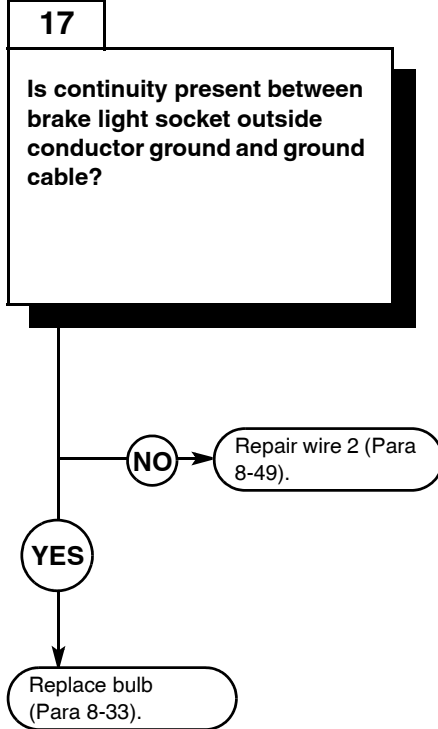 17
Is continuity present between
brake light socket outside
conductor ground and ground
cable?
NO
Repair wire 2 (Para
8-49).
YES
Replace bulb
(Para 8-33).